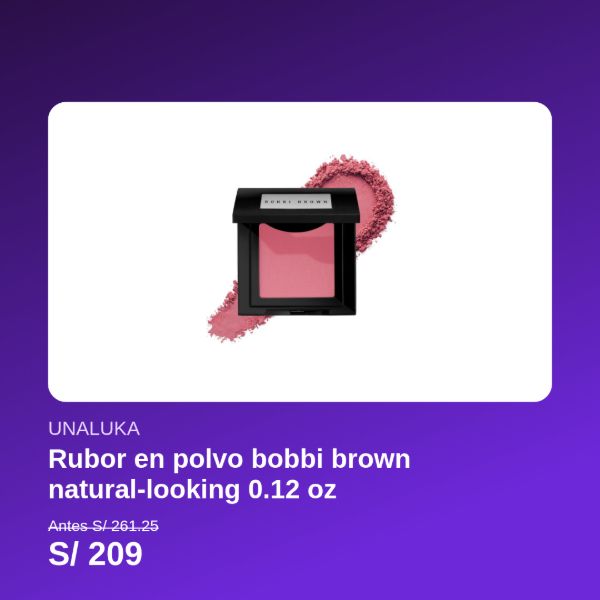 BOBBI BROWN
UNALUKA
Rubor en polvo bobbi brown
natural-looking 0.12 oz
Antes S/ 261.25
S/ 209